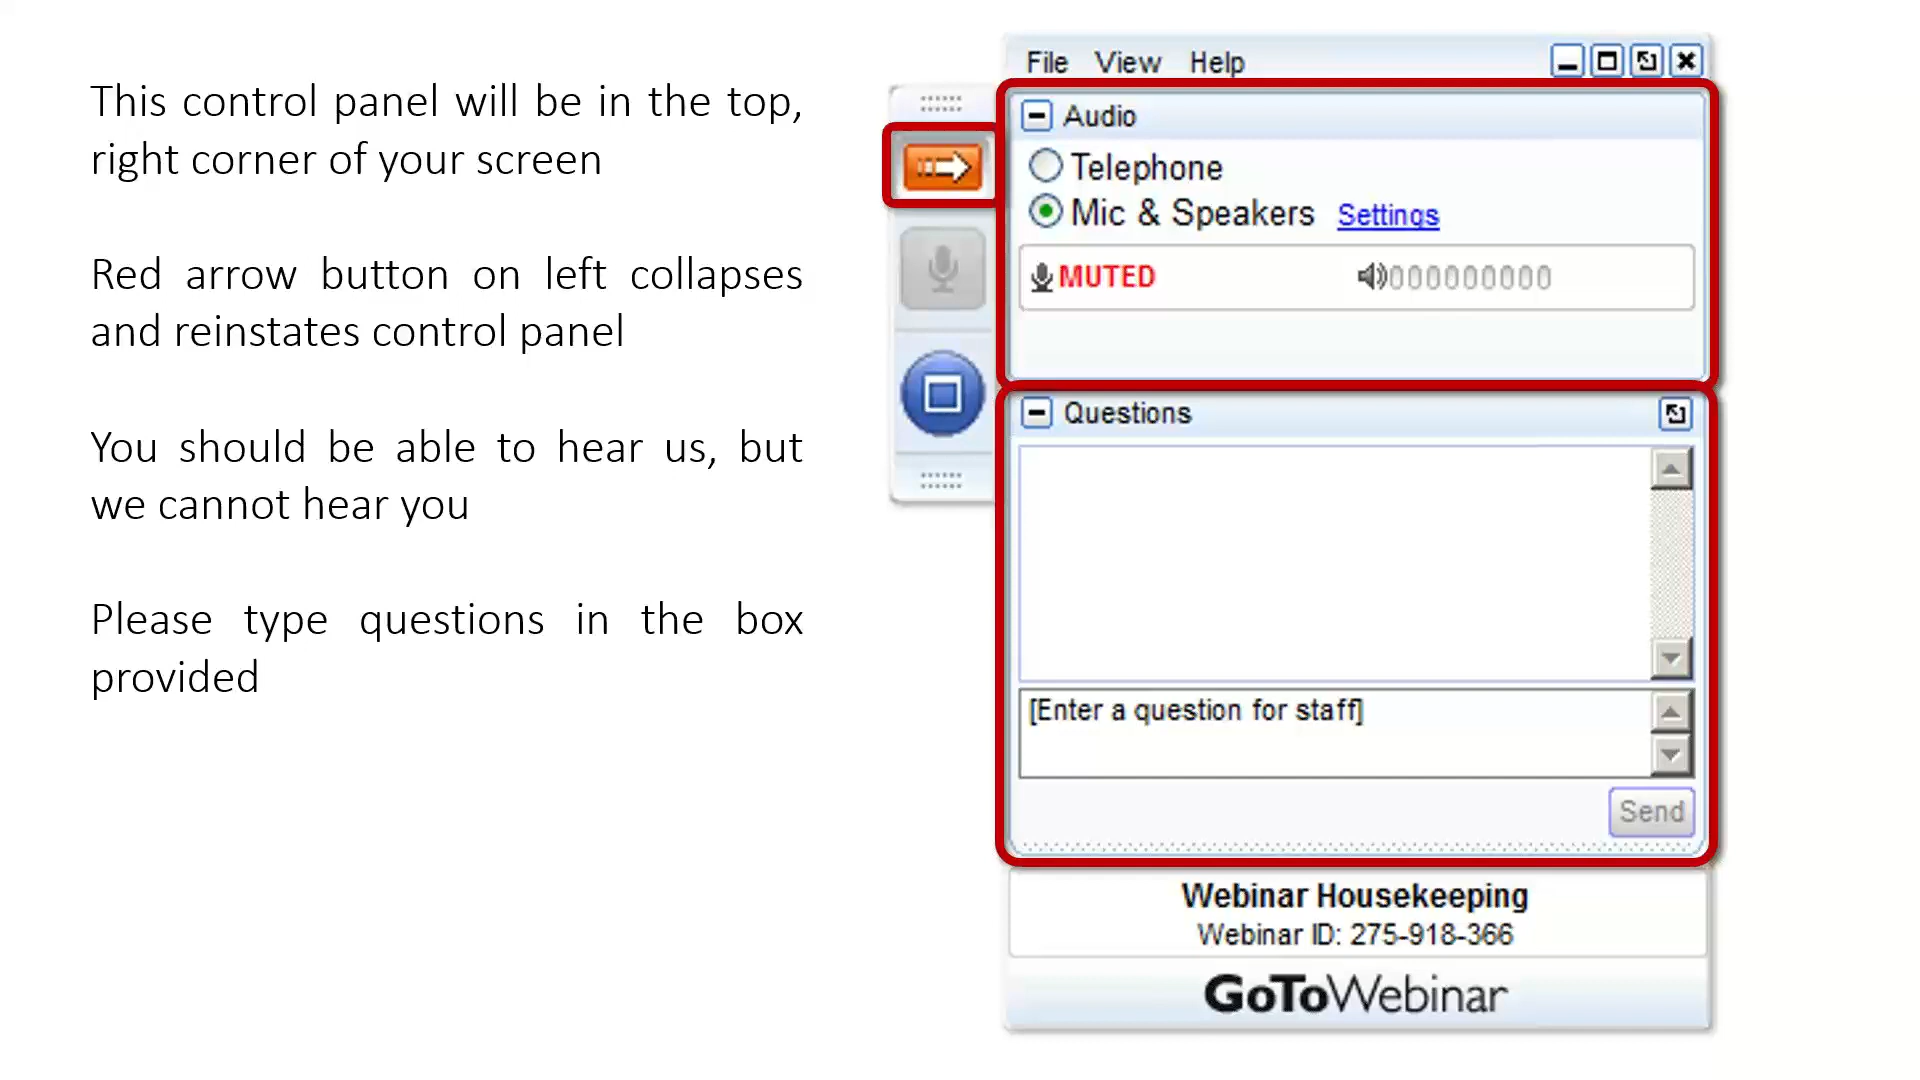 This control panel will be in the top,
right corner of your screen
Red arrow button on left collapses
and reinstates control panel
You should be able to hear us, but
we cannot hear you
Please type questions in the box
provided
File View Help
Audio
Telephone
Mic & Speakers Settings
MUTED
Questions
[Enter a question for staff]
Send
Webinar Housekeeping
Webinar ID: 275-918-366
GoToWebinar